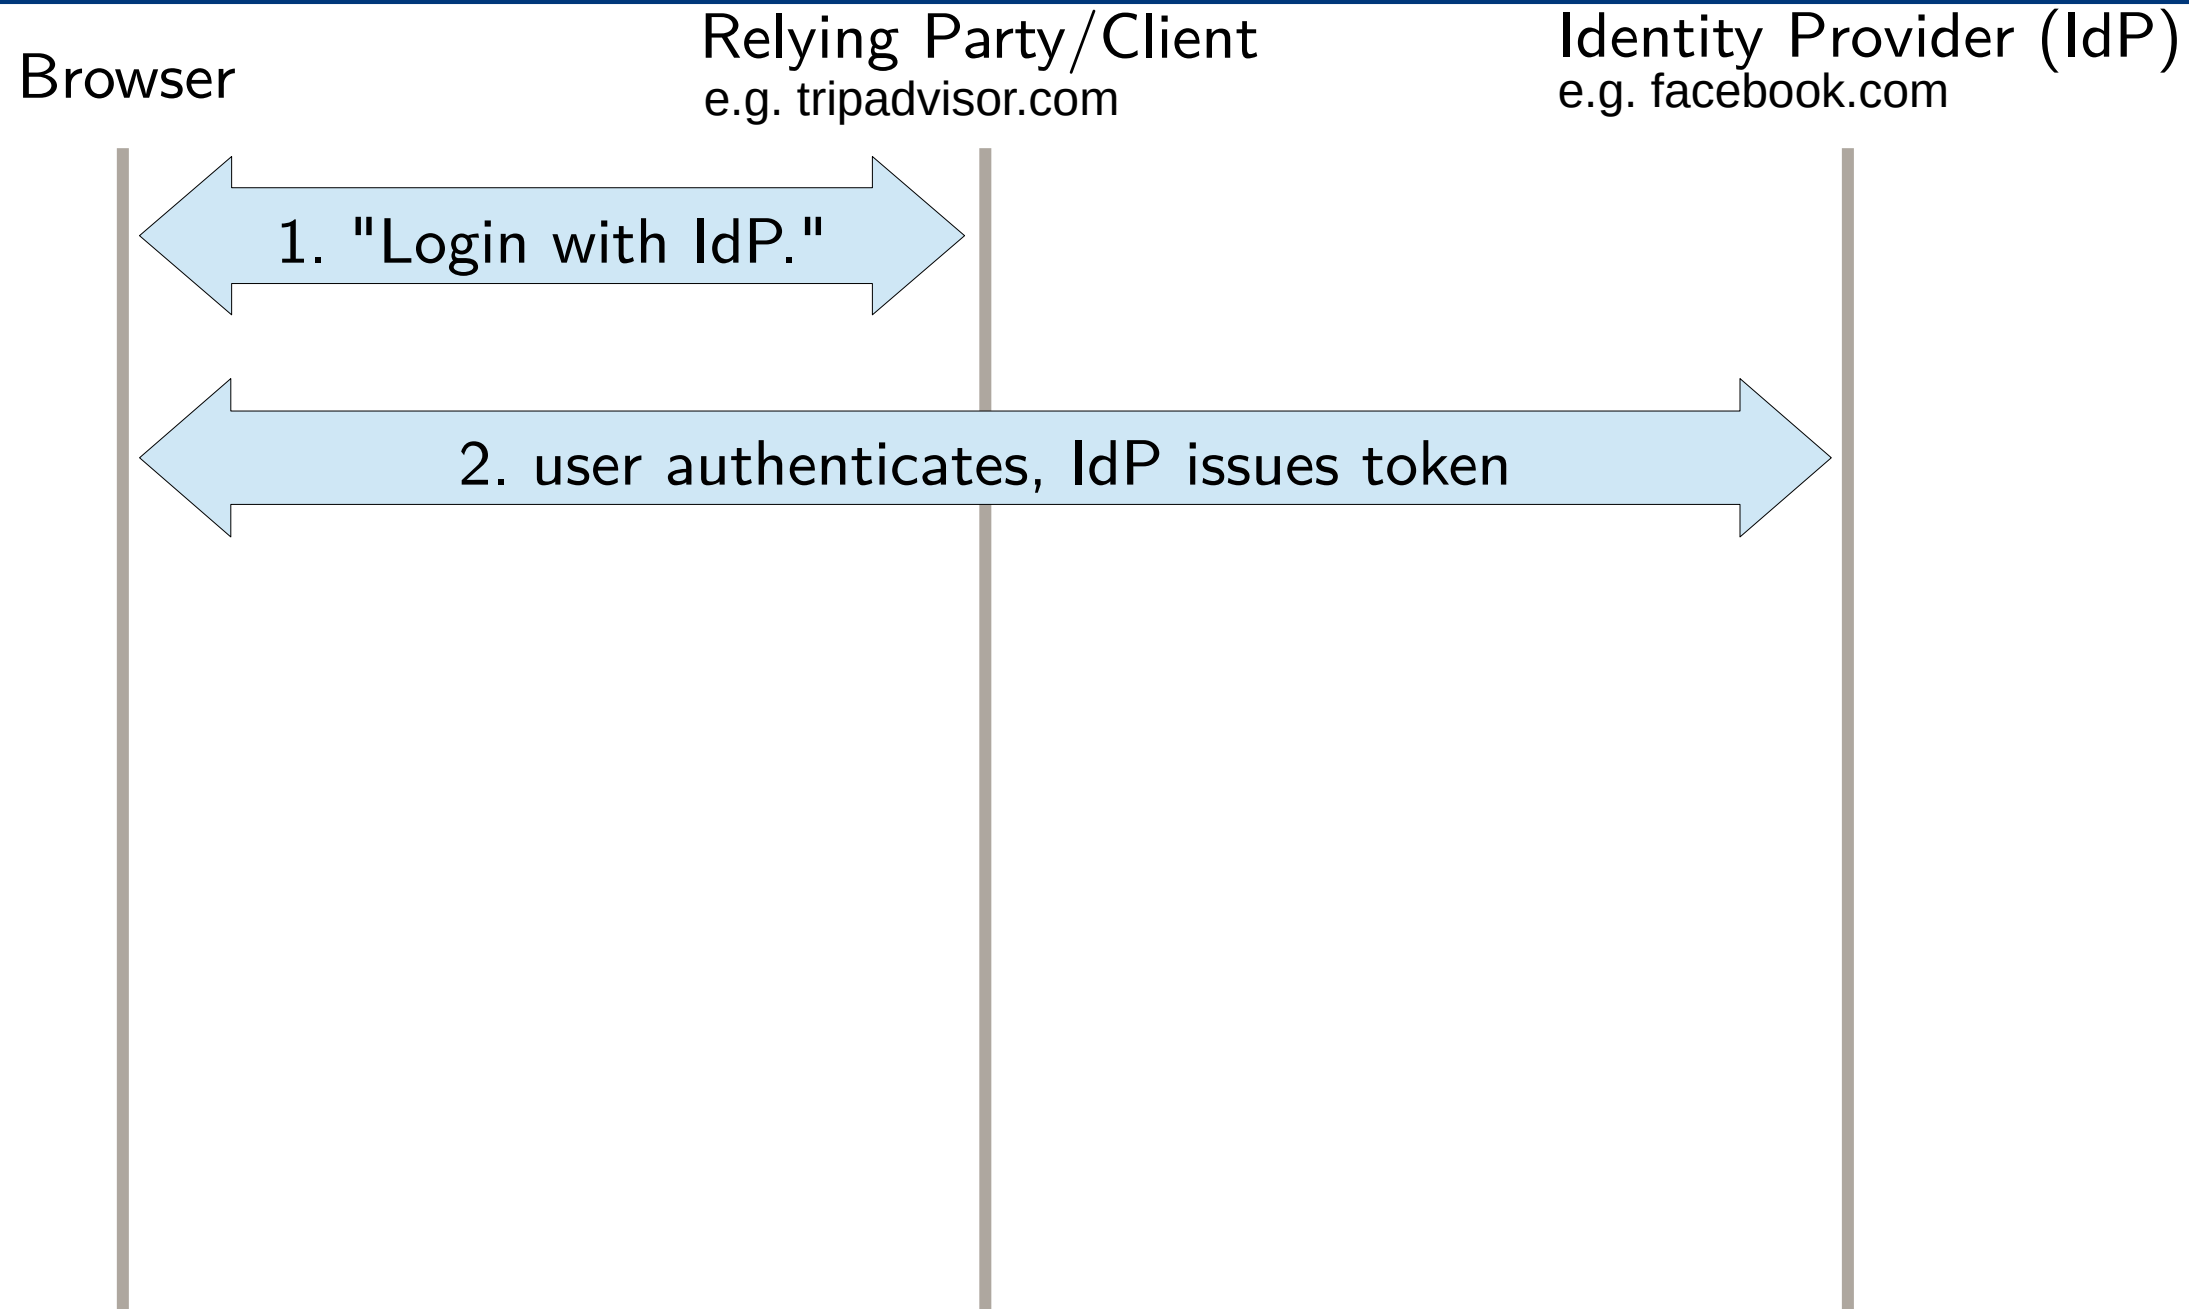 Browser
Relying Party/Client
e.g. tripadvisor.com
Identity Provider (IdP)
e.g. facebook.com
1. "Login with IdP."
2. user authenticates, IdP issues token